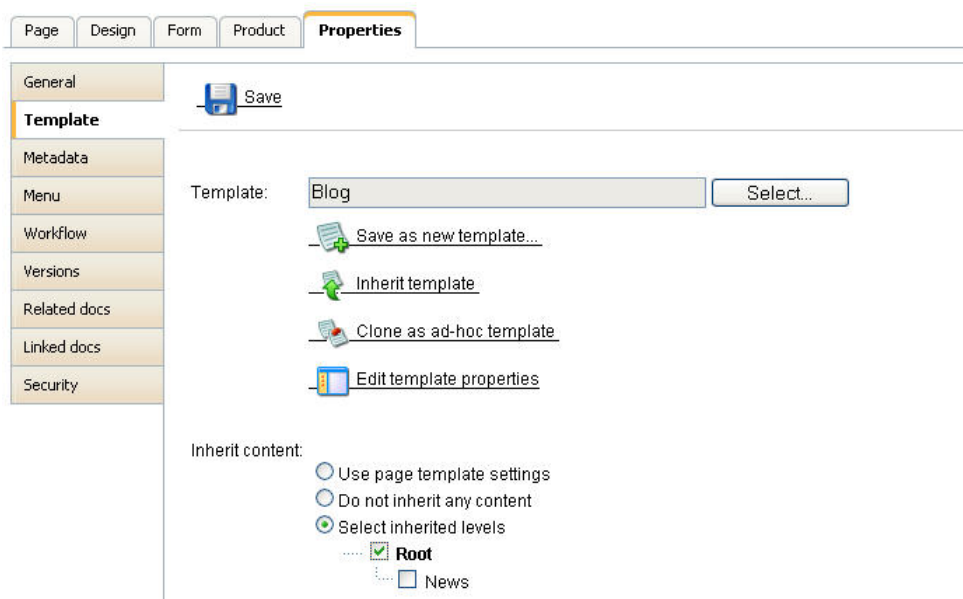 Page Design Form Product Properties
General
Save
Template
Metadata
Menu
Template: Blog Select...
Workflow
Save as new template...
Versions
Inherit template
Related docs
Clone as ad-hoc template
Linked docs
Security
Edit template properties
Inherit content:
Use page template settings
Do not inherit any content
Select inherited levels
Root
News